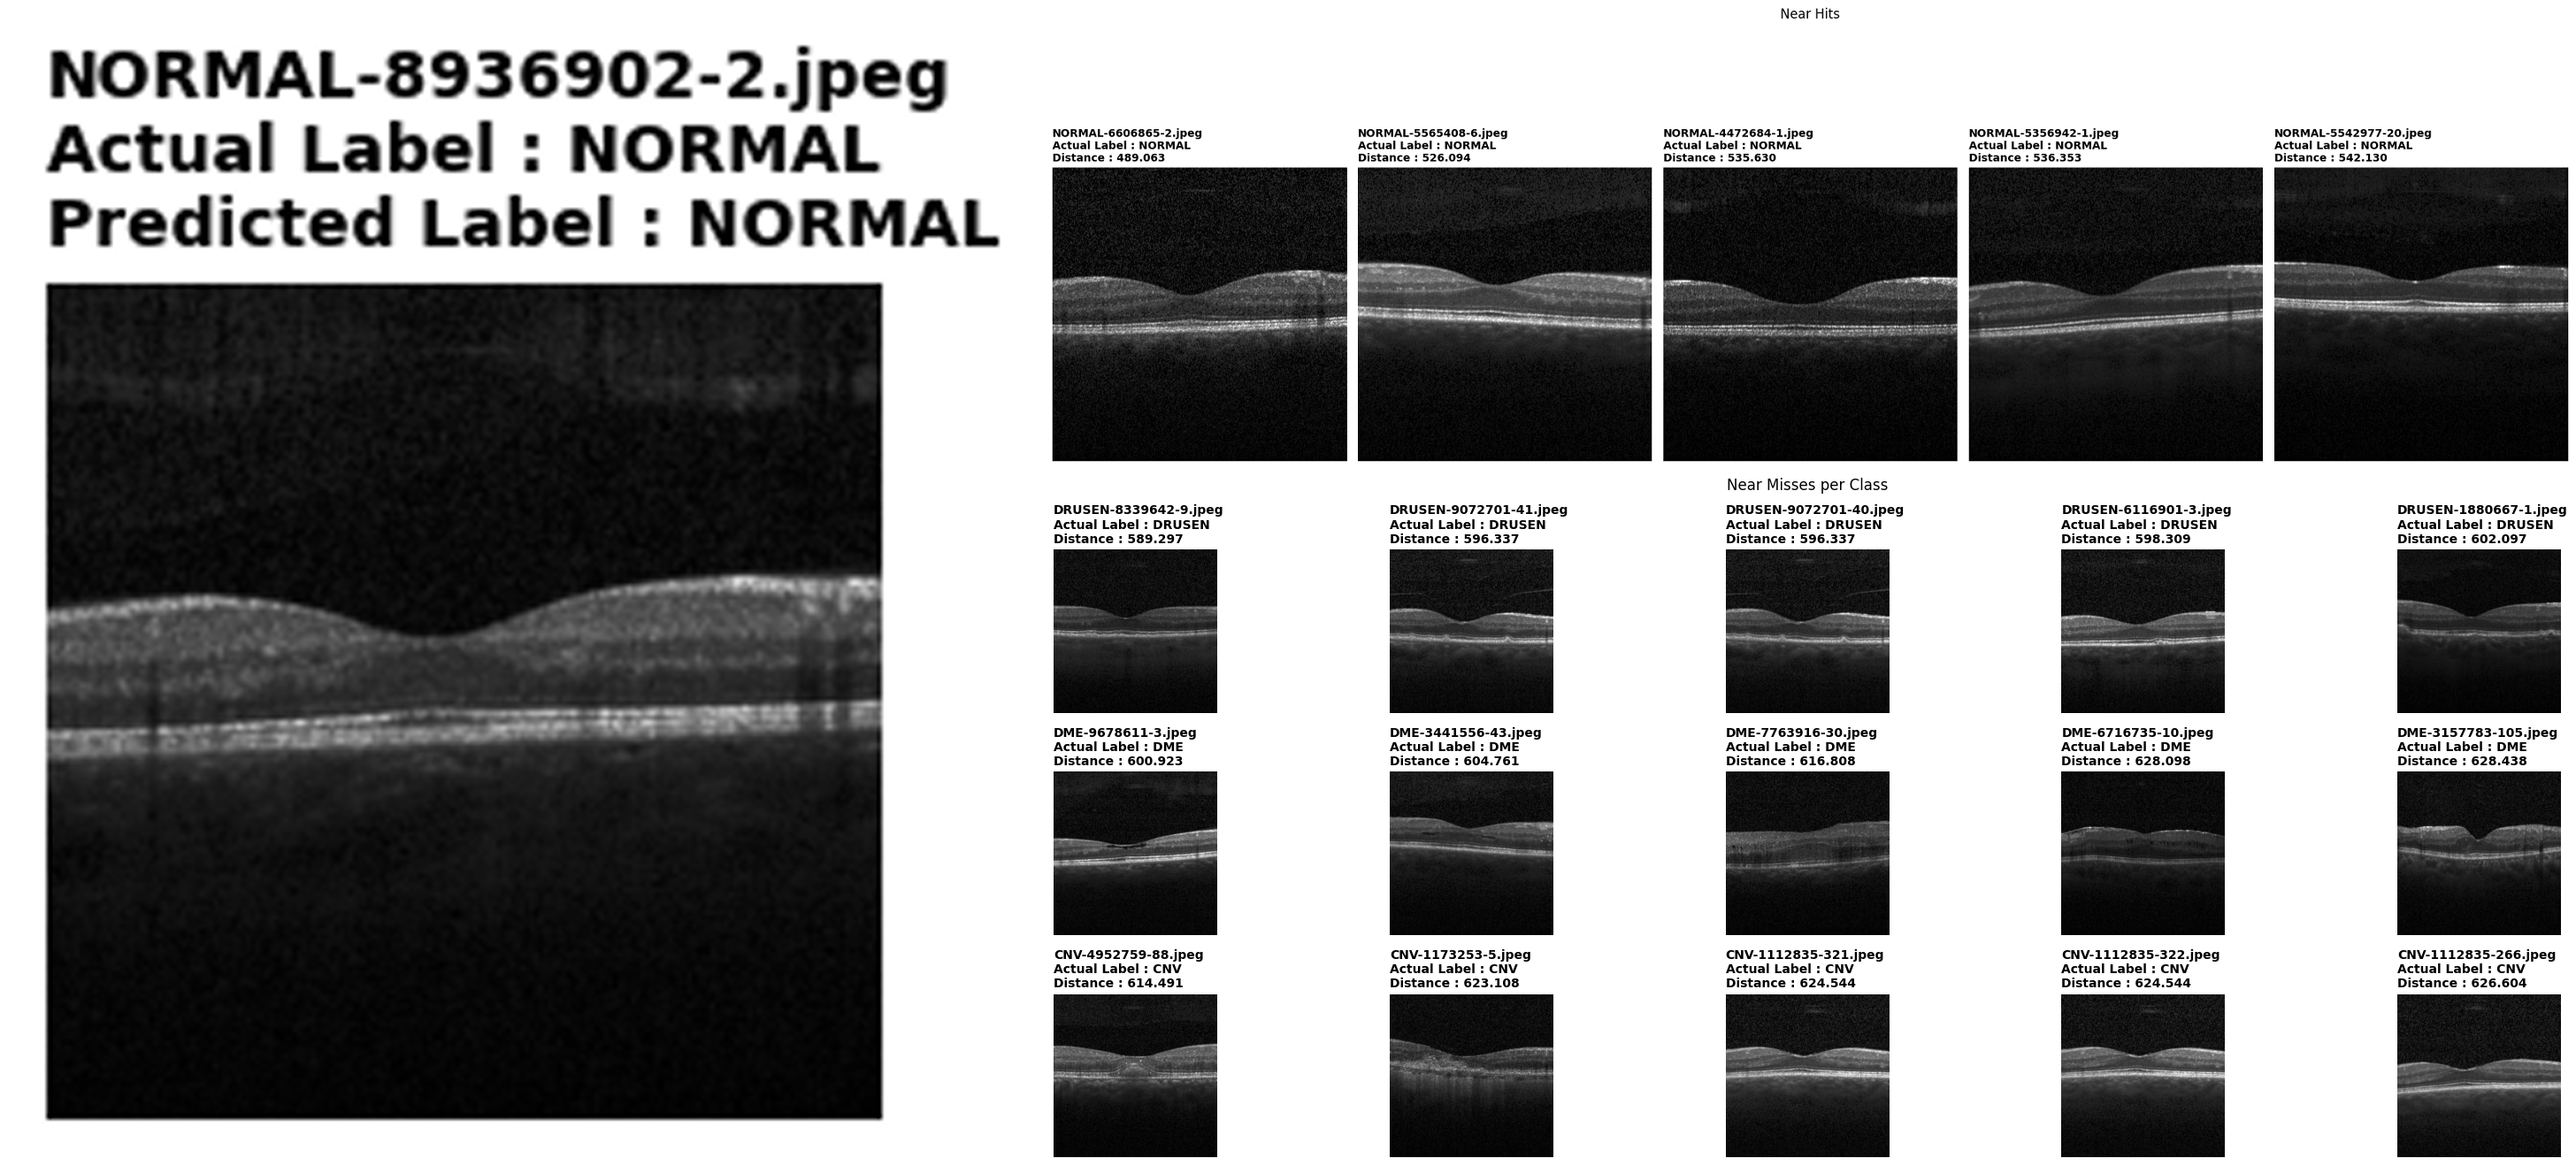 NORMAL-8936902-2.jpeg
Actual Label : NORMAL
Predicted Label : NORMAL
Near Hits
NORMAL-6606865-2.jpeg
Actual Label : NORMAL
Distance : 489.063
NORMAL-5565408-6.jpeg
Actual Label : NORMAL
Distance : 526.094
NORMAL-4472684-1.jpeg
Actual Label : NORMAL
Distance : 535.630
NORMAL-5356942-1.jpeg
Actual Label : NORMAL
Distance : 536.353
NORMAL-5542977-20.jpeg
Actual Label : NORMAL
Distance : 542.130
Near Misses per Class
DRUSEN-8339642-9.jpeg
Actual Label : DRUSEN
Distance : 589.297
DRUSEN-9072701-41.jpeg
Actual Label : DRUSEN
Distance : 596.337
DRUSEN-9072701-40.jpeg
Actual Label : DRUSEN
Distance : 596.337
DRUSEN-6116901-3.jpeg
Actual Label : DRUSEN
Distance : 598.309
DRUSEN-1880667-1.jpeg
Actual Label : DRUSEN
Distance : 602.097
DME-9678611-3.jpeg
Actual Label : DME
Distance : 600.923
DME-3441556-43.jpeg
Actual Label : DME
Distance : 604.761
DME-7763916-30.jpeg
Actual Label : DME
Distance : 616.808
DME-6716735-10.jpeg
Actual Label : DME
Distance : 628.098
DME-3157783-105.jpeg
Actual Label : DME
Distance : 628.438
CNV-4952759-88.jpeg
Actual Label : CNV
Distance : 614.491
CNV-1173253-5.jpeg
Actual Label : CNV
Distance : 623.108
CNV-1112835-321.jpeg
Actual Label : CNV
Distance : 624.544
CNV-1112835-322.jpeg
Actual Label : CNV
Distance : 624.544
CNV-1112835-266.jpeg
Actual Label : CNV
Distance : 626.604